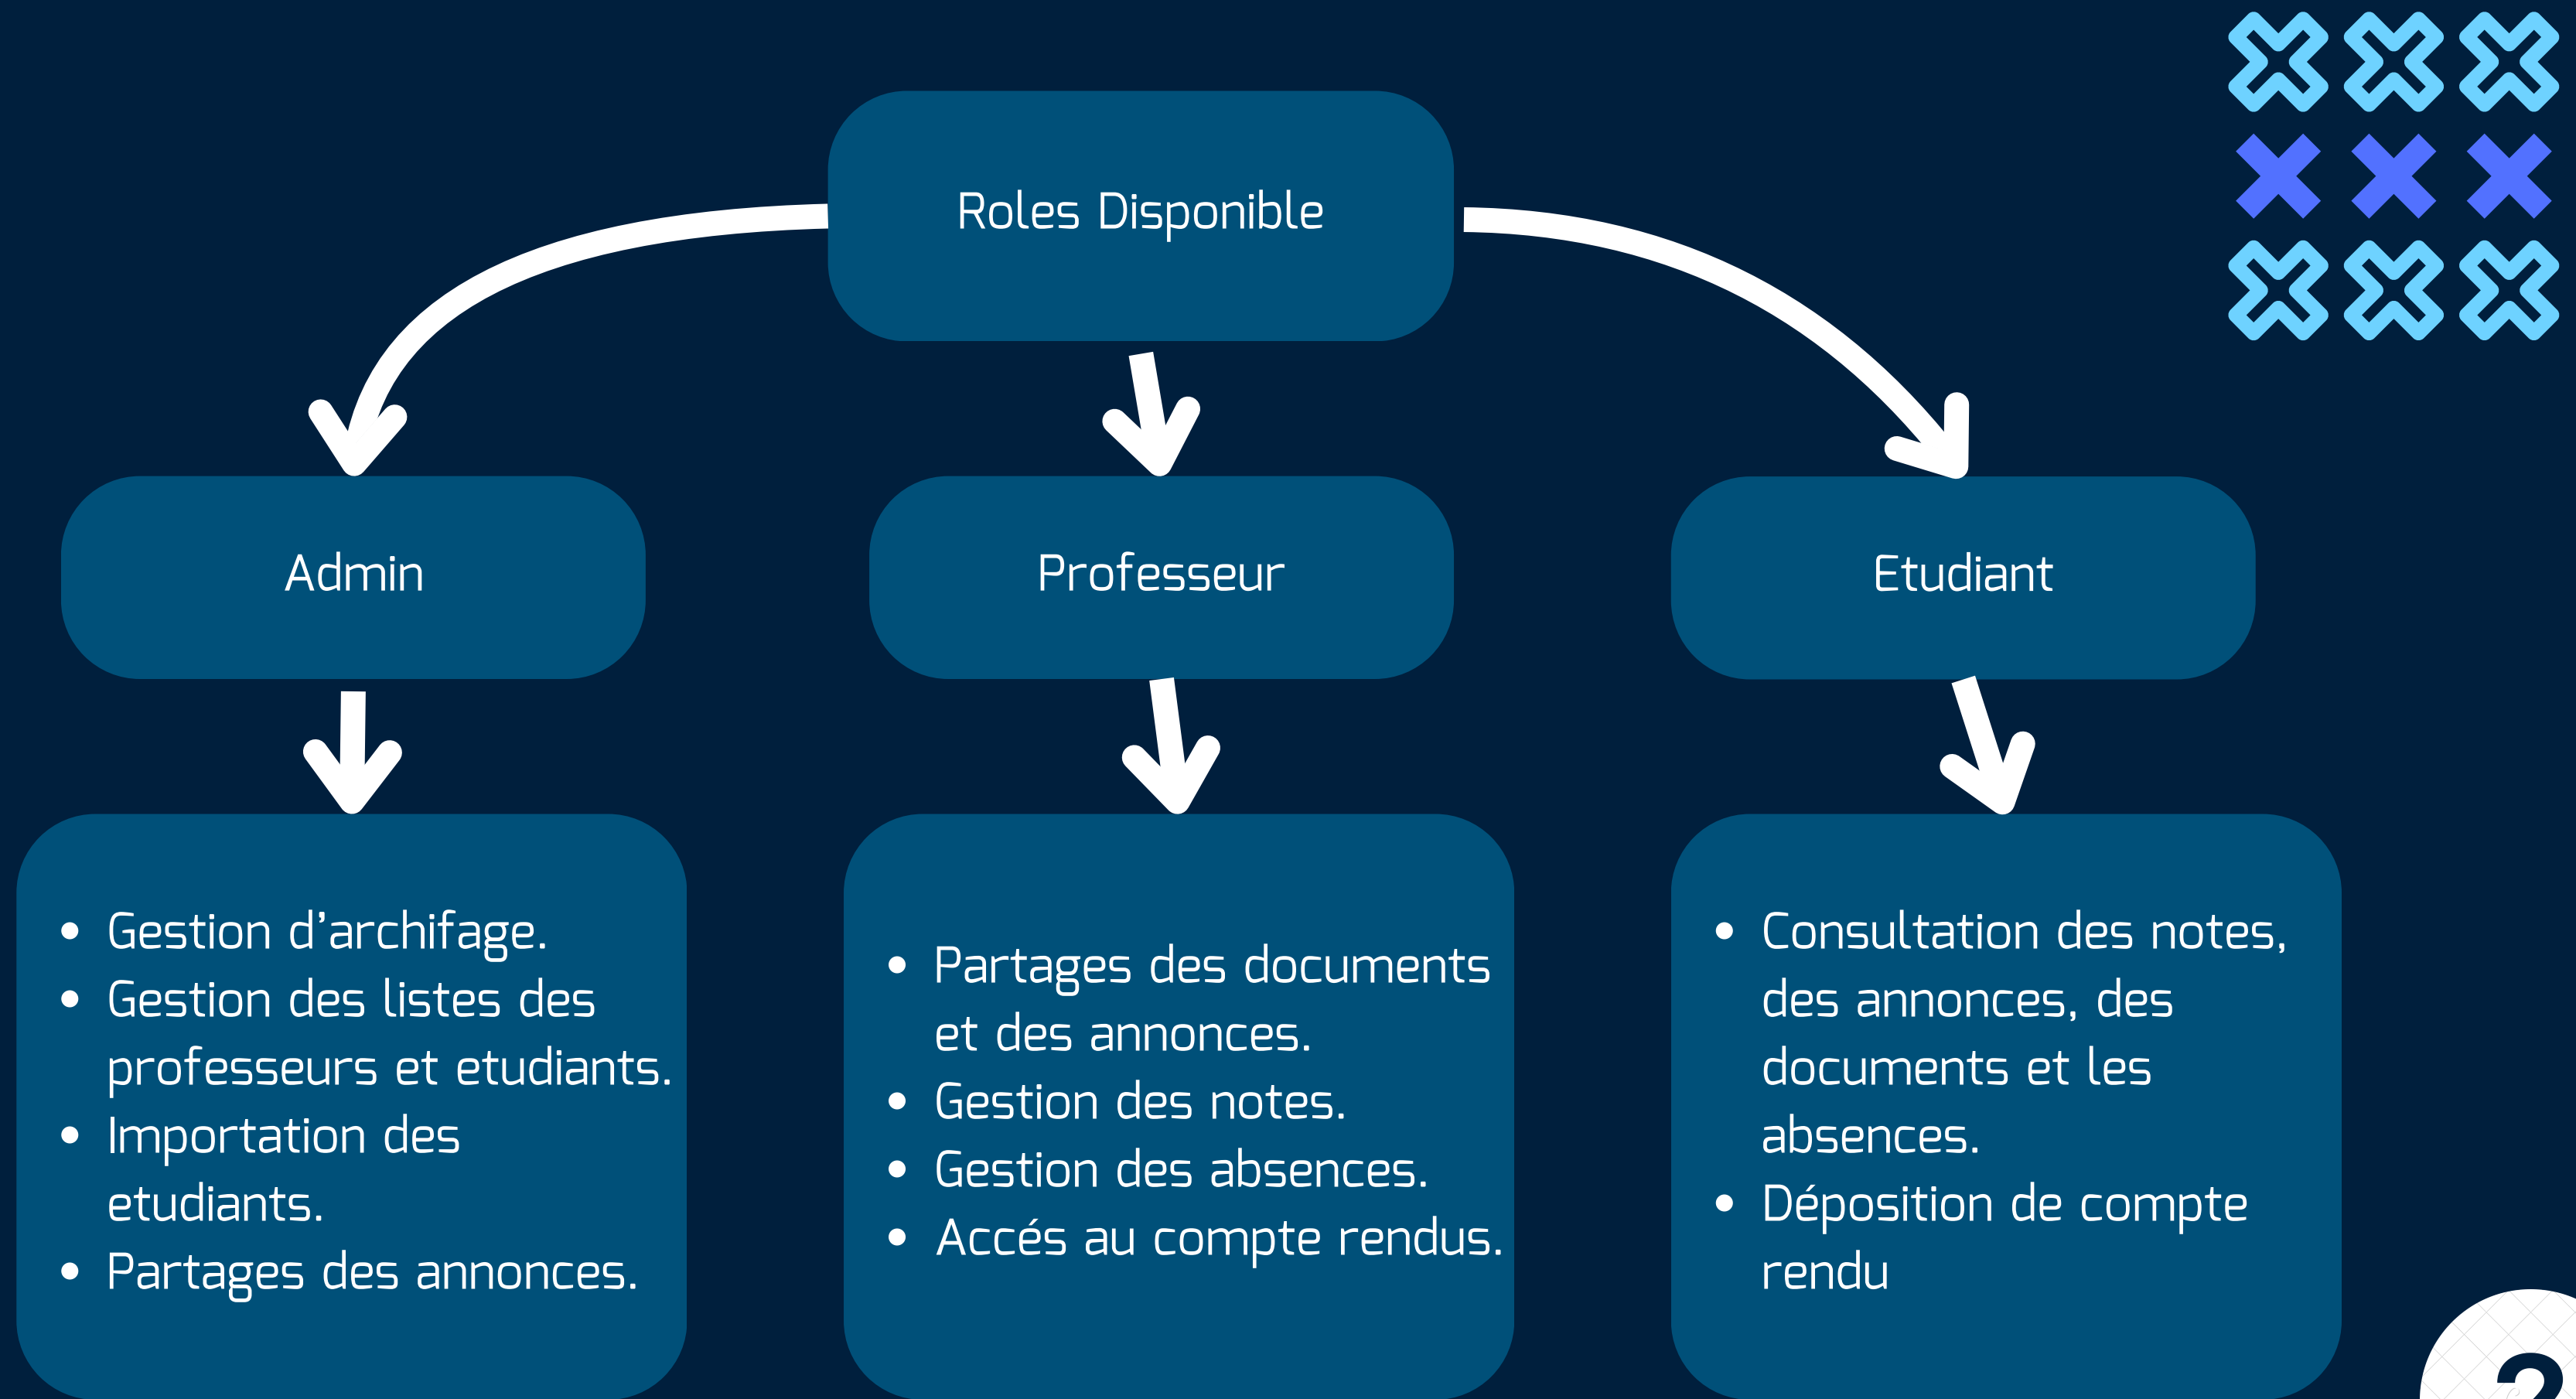 Roles Disponible
Admin
Professeur
Etudiant
• Gestion d'archifage.
• Gestion des listes des
professeurs et etudiants.
• Importation des
etudiants.
• Partages des annonces.
• Partages des documents
et des annonces.
• Gestion des notes.
• Gestion des absences.
• Accés au compte rendus.
• Consultation des notes,
des annonces, des
documents et les
absences.
• Déposition de compte
rendu